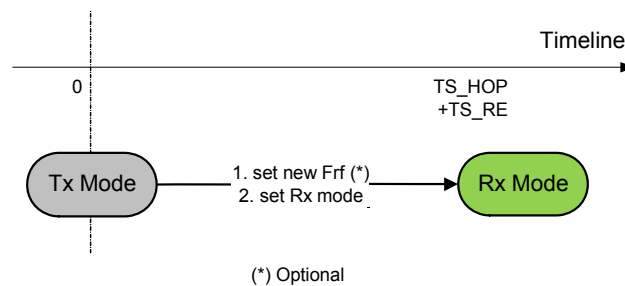 Timeline
0
TS_HOP
+TS_RE
Tx Mode
1. set new Frf (*)
2. set Rx mode
Rx Mode
(*) Optional